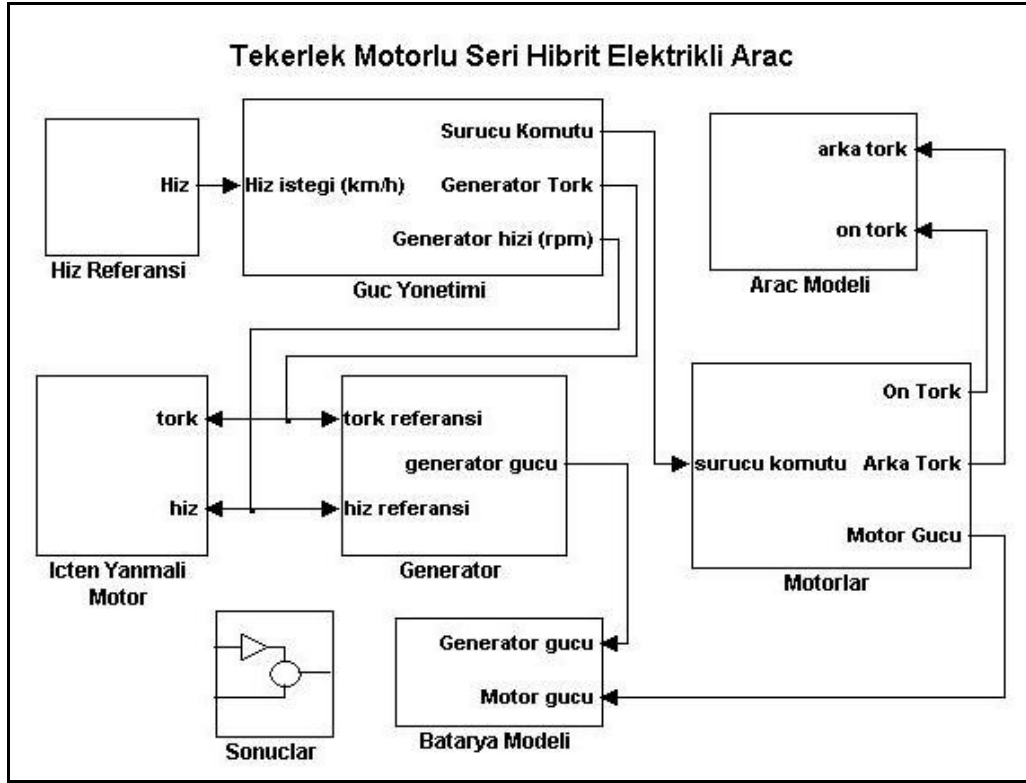 Tekerlek Motorlu Seri Hibrit Elektrikli Arac
Hiz
Hiz Referansi
Hiz istegi (km/h)
Surucu Komutu
Generator Tork
Generator hizi (rpm)
Guc Yonetimi
arka tork
on tork
Arac Modeli
tork
hiz
Icten Yanmali
Motor
tork referansi
generator gucu
hiz referansi
Generator
surucu komutu
On Tork
Arka Tork
Motor Gucu
Motorlar
Sonuclar
Generator gucu
Motor gucu
Batarya Modeli